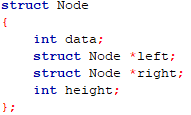 struct Node
{
    int data;
    struct Node *left;
    struct Node *right;
    int height;
};